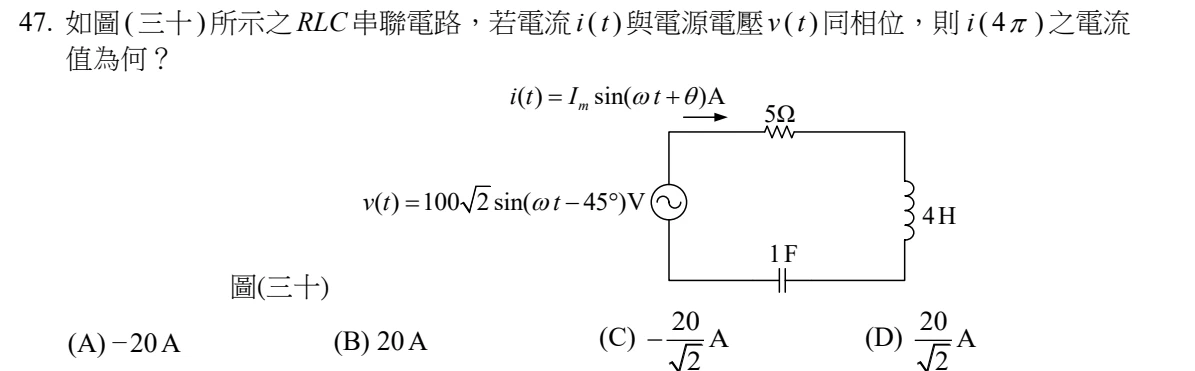 47. 如圖(三十)所示之RLC串聯電路,若電流i(t)與電源電壓v(t)同相位,則i(4π)之電流
值為何?
i(t) = I_m sin(ωt+θ)A
5Ω
v(t) = 100√2 sin(ωt−45°)V
4H
1F
圖(三十)
(A) −20A (B) 20A (C) −20/√2 A (D) 20/√2 A